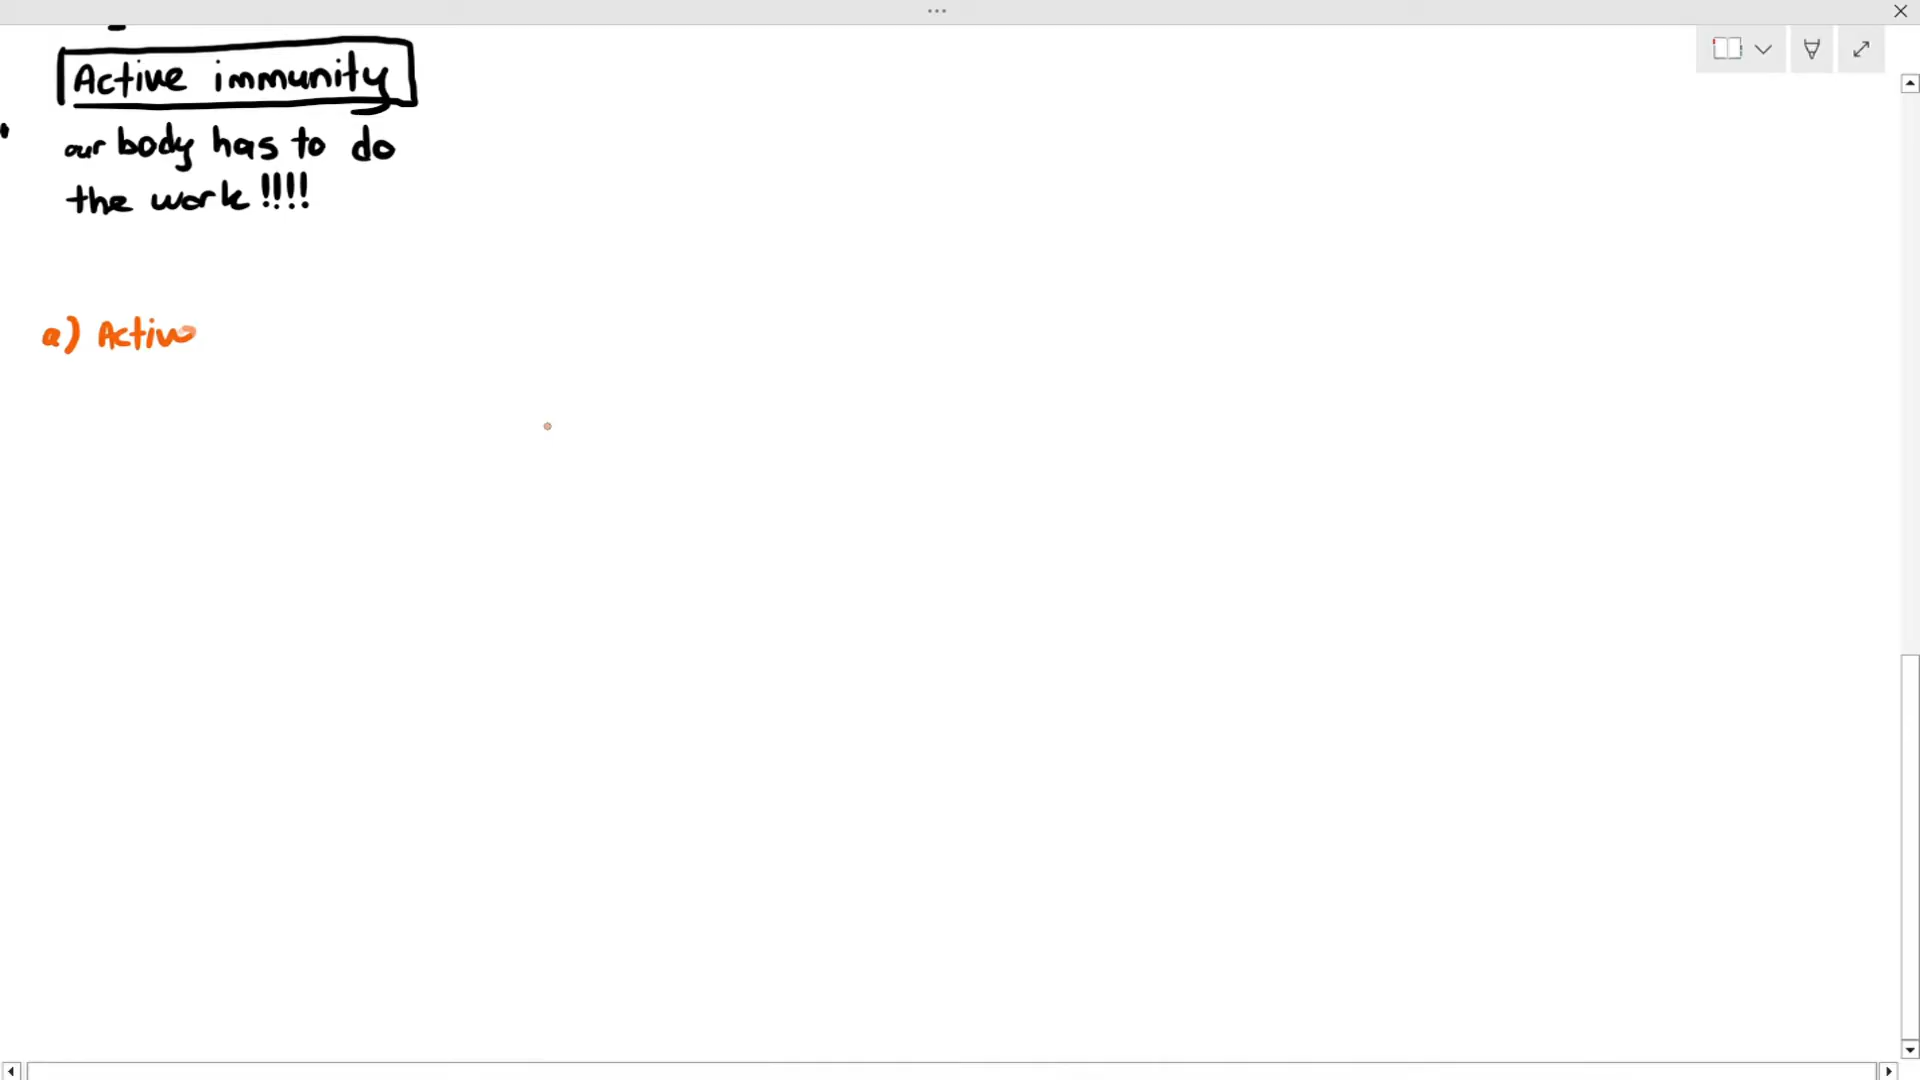 Active immunity
our body has to do
the work !!!!
a) Active